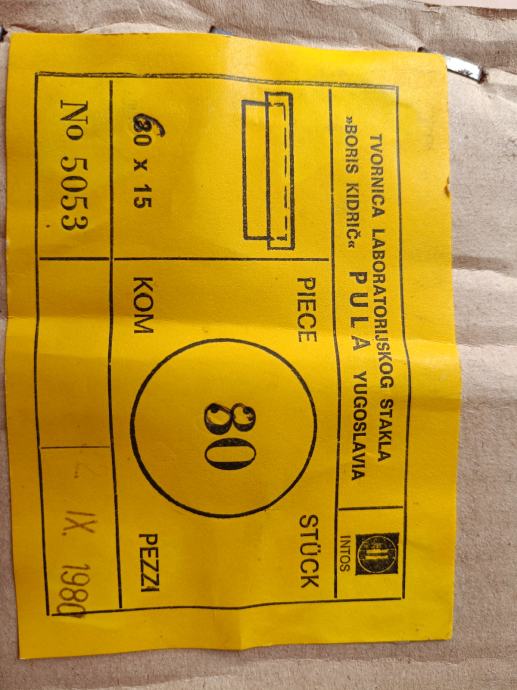 TVORNICA LABORATORIJSKOG STAKLA
»BORIS KIDRIČ« PULA YUGOSLAVIA
INTOS
PIECE
STÜCK
80
60 x 15
KOM
PEZZI
No 5053
IX. 1980